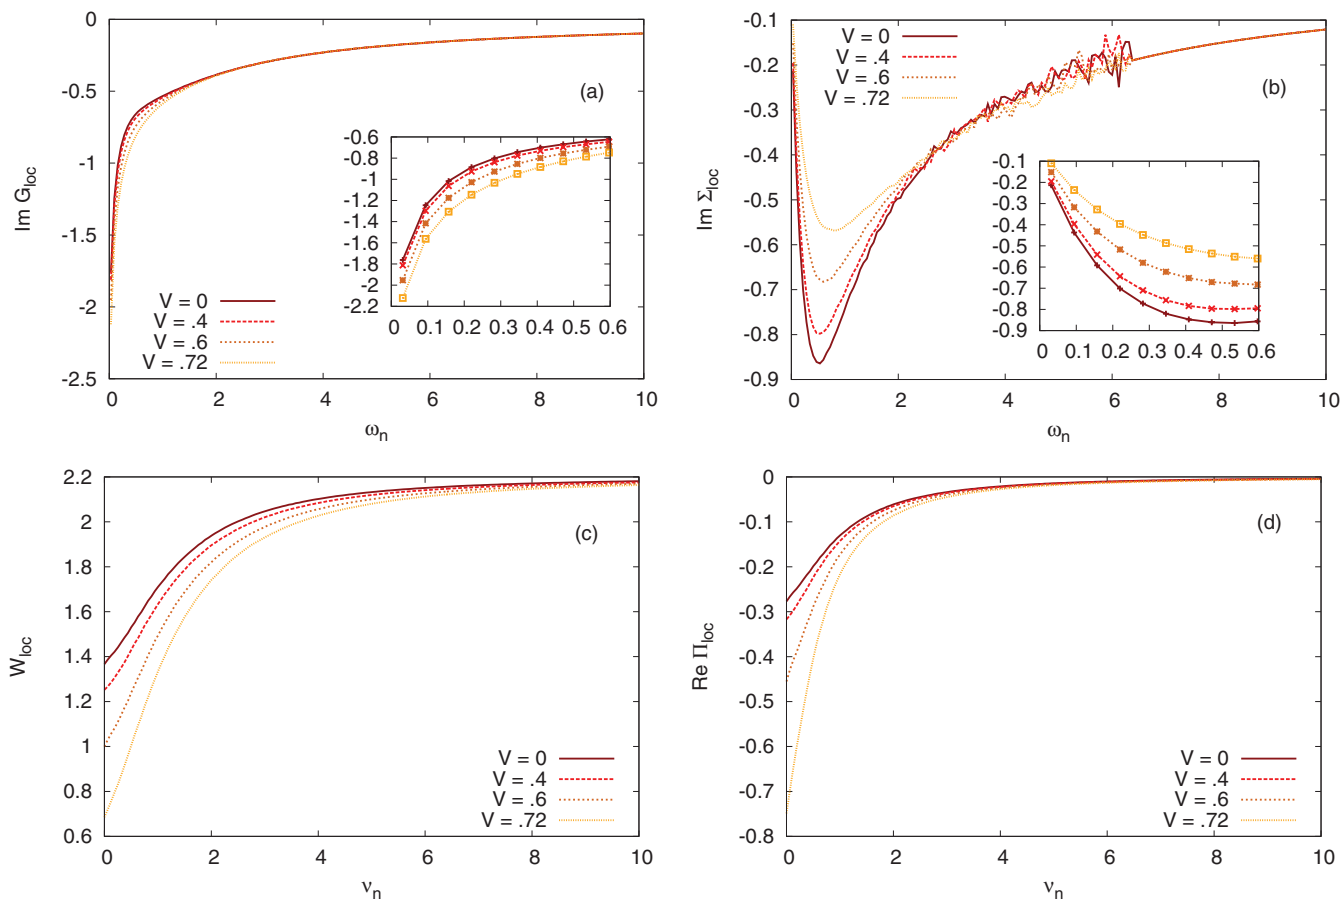 0
-0.5
-1
-1.5
-2
-2.5
0 2 4 6 8 10
Im G_loc
ω_n
(a)
V = 0
V = .4
V = .6
V = .72
-0.6
-0.8
-1
-1.2
-1.4
-1.6
-1.8
-2
-2.2
0 0.1 0.2 0.3 0.4 0.5 0.6
-0.1
-0.2
-0.3
-0.4
-0.5
-0.6
-0.7
-0.8
-0.9
0 2 4 6 8 10
Im Σ_loc
ω_n
(b)
V = 0
V = .4
V = .6
V = .72
-0.1
-0.2
-0.3
-0.4
-0.5
-0.6
-0.7
-0.8
-0.9
0 0.1 0.2 0.3 0.4 0.5 0.6
2.2
2
1.8
1.6
1.4
1.2
1
0.8
0.6
0 2 4 6 8 10
W_loc
ν_n
(c)
V = 0
V = .4
V = .6
V = .72
0
-0.1
-0.2
-0.3
-0.4
-0.5
-0.6
-0.7
-0.8
0 2 4 6 8 10
Re Π_loc
ν_n
(d)
V = 0
V = .4
V = .6
V = .72